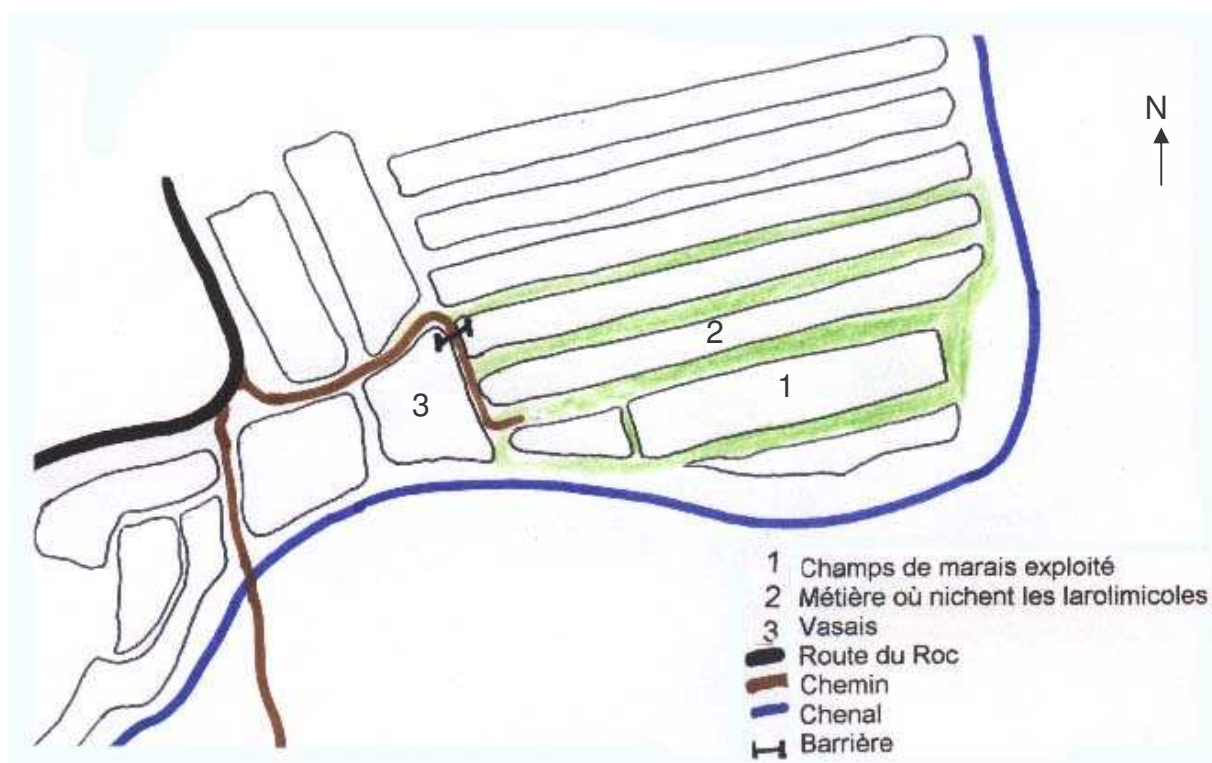 N
2
1
3
1 Champs de marais exploité
2 Métière où nichent les larolimicoles
3 Vasais
Route du Roc
Chemin
Chenal
Barrière